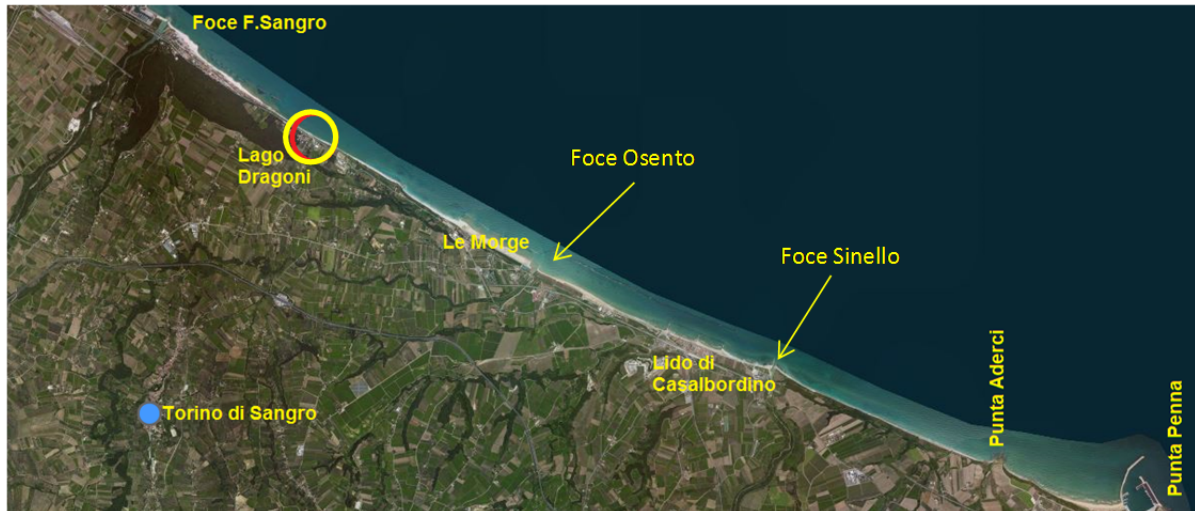 Foce F.Sangro
Lago
Dragoni
Foce Osento
Le Morge
Foce Sinello
Lido di
Casalbordino
Torino di Sangro
Punta Aderci
Punta Penna